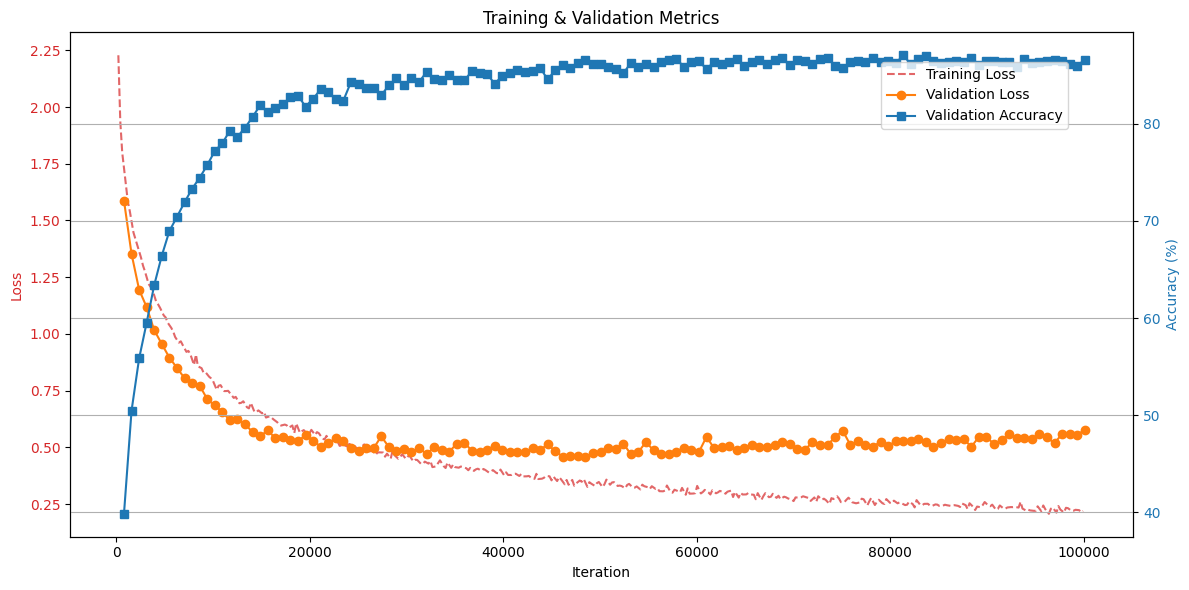 Training & Validation Metrics
2.25
2.00
1.75
1.50
1.25
1.00
0.75
0.50
0.25
Loss
Training Loss
Validation Loss
Validation Accuracy
80
70
60
50
40
Accuracy (%)
0
20000
40000
60000
80000
100000
Iteration